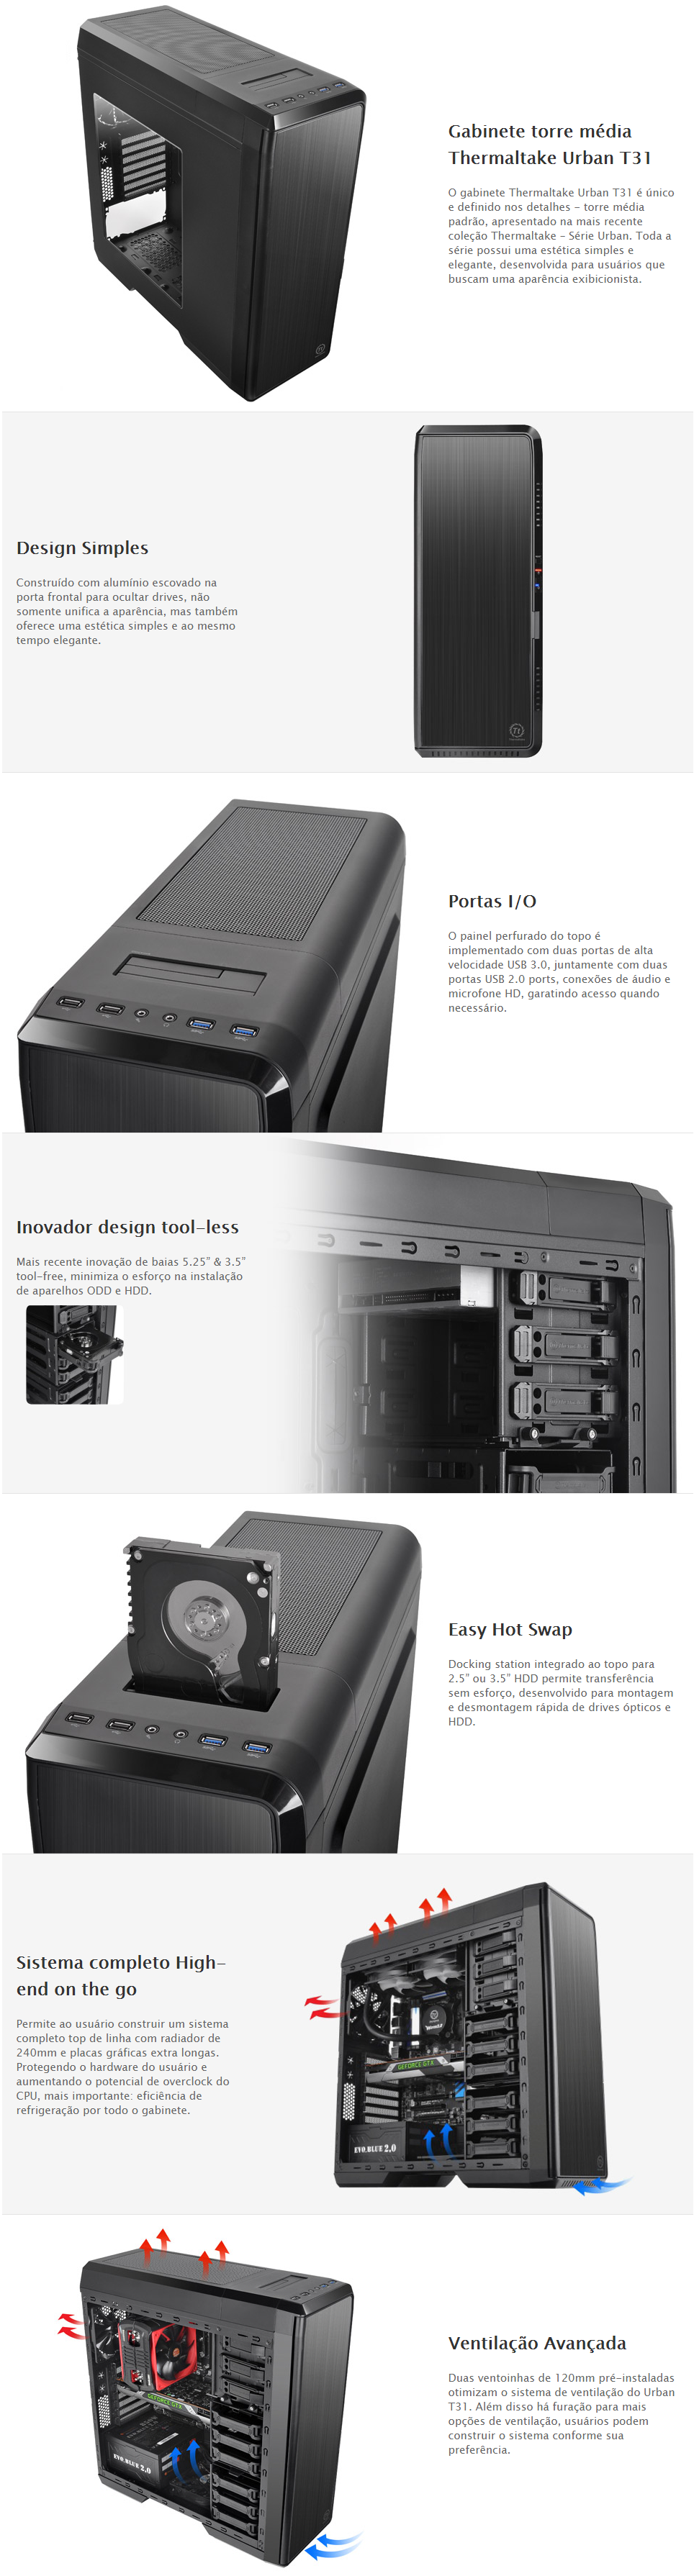 Gabinete torre média
Thermaltake Urban T31
O gabinete Thermaltake Urban T31 é único
e definido nos detalhes – torre média
padrão, apresentado na mais recente
coleção Thermaltake – Série Urban. Toda a
série possui uma estética simples e
elegante, desenvolvida para usuários que
buscam uma aparência exibicionista.
Design Simples
Construído com alumínio escovado na
porta frontal para ocultar drives, não
somente unifica a aparência, mas também
oferece uma estética simples e ao mesmo
tempo elegante.
Tt
Portas I/O
O painel perfurado do topo é
implementado com duas portas de alta
velocidade USB 3.0, juntamente com duas
portas USB 2.0 ports, conexões de áudio e
microfone HD, garatindo acesso quando
necessário.
Inovador design tool-less
Mais recente inovação de baias 5.25" & 3.5"
tool-free, minimiza o esforço na instalação
de aparelhos ODD e HDD.
Easy Hot Swap
Docking station integrado ao topo para
2.5" ou 3.5" HDD permite transferência
sem esforço, desenvolvido para montagem
e desmontagem rápida de drives ópticos e
HDD.
Sistema completo High-
end on the go
Permite ao usuário construir um sistema
completo top de linha com radiador de
240mm e placas gráficas extra longas.
Protegendo o hardware do usuário e
aumentando o potencial de overclock do
CPU, mais importante: eficiência de
refrigeração por todo o gabinete.
GEFORCE GTX
EVO_BLUE 2.0
Ventilação Avançada
Duas ventoinhas de 120mm pré-instaladas
otimizam o sistema de ventilação do Urban
T31. Além disso há furação para mais
opções de ventilação, usuários podem
construir o sistema conforme sua
preferência.
GEFORCE GTX
EVO_BLUE 2.0